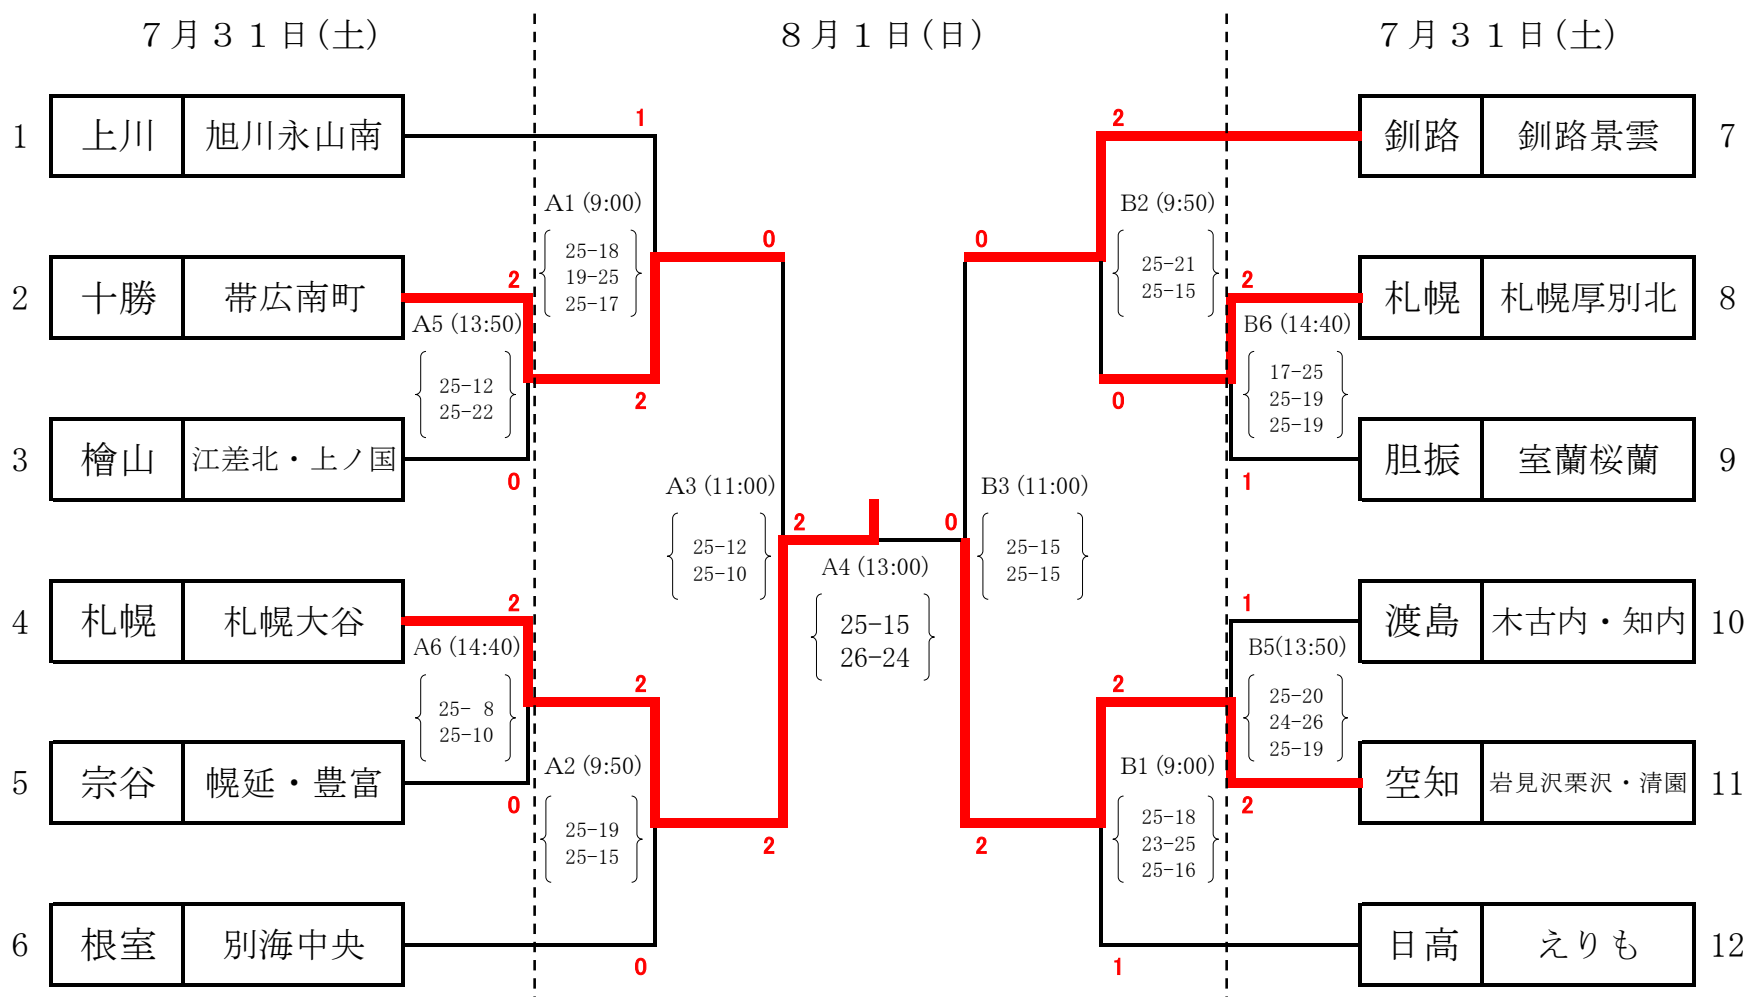 ７月３１日(土)
８月１日(日)
７月３１日(土)
1 上川 旭川永山南
1
2
釧路 釧路景雲 7
A1 (9:00)
25-18
19-25
25-17
0
0
B2 (9:50)
25-21
25-15
2 十勝 帯広南町
2
2
札幌 札幌厚別北 8
A5 (13:50)
25-12
25-22
2
0
B6 (14:40)
17-25
25-19
25-19
3 檜山 江差北・上ノ国
0
1
胆振 室蘭桜蘭 9
A3 (11:00)
25-12
25-10
2
0
B3 (11:00)
25-15
25-15
A4 (13:00)
25-15
26-24
4 札幌 札幌大谷
2
1
渡島 木古内・知内 10
A6 (14:40)
25- 8
25-10
2
2
B5(13:50)
25-20
24-26
25-19
5 宗谷 幌延・豊富
0
2
空知 岩見沢栗沢・清園 11
A2 (9:50)
25-19
25-15
2
2
B1 (9:00)
25-18
23-25
25-16
6 根室 別海中央
0
1
日高 えりも 12